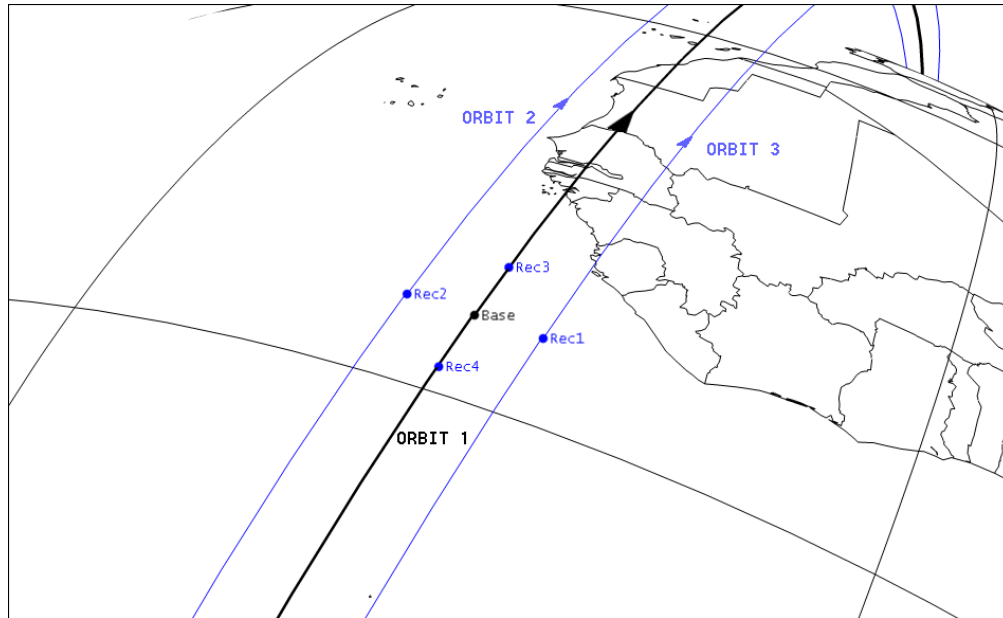 ORBIT 2
ORBIT 3
Rec3
Rec2
Base
Rec1
Rec4
ORBIT 1